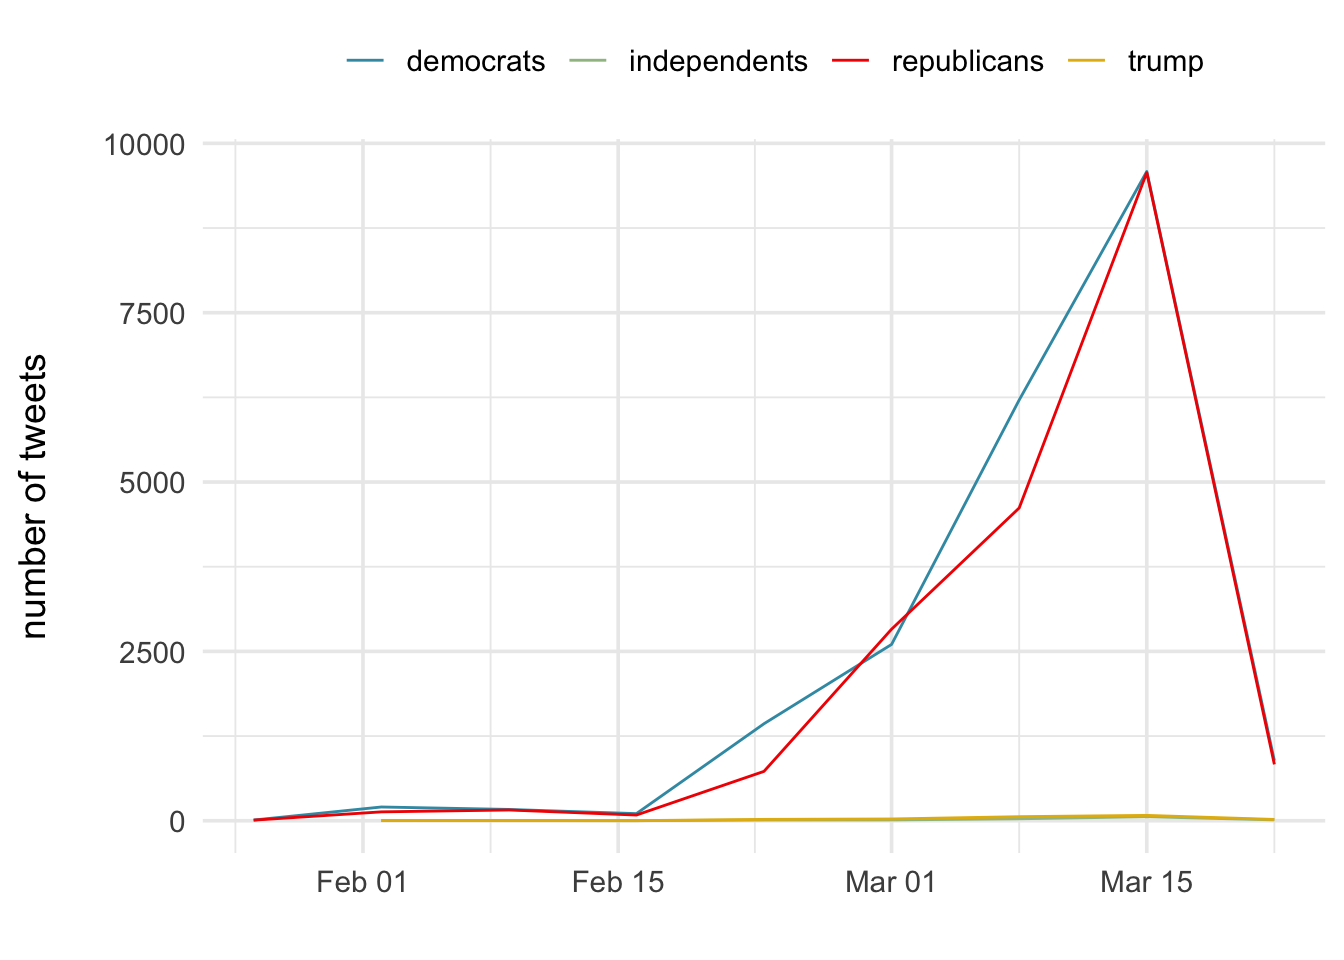 democrats independents republicans trump
10000
7500
5000
2500
0
number of tweets
Feb 01 Feb 15 Mar 01 Mar 15